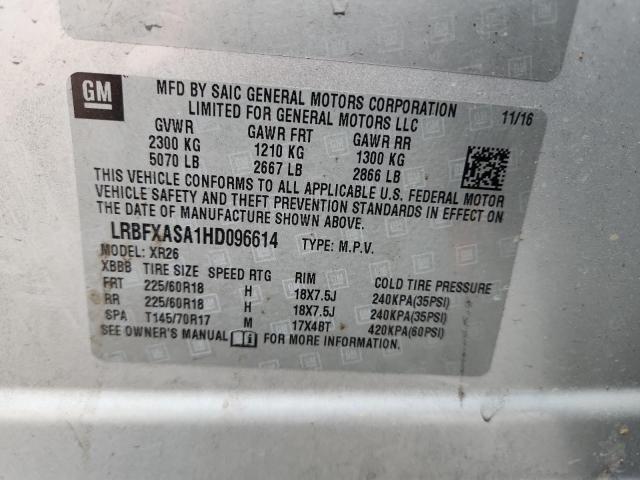 GM
MFD BY SAIC GENERAL MOTORS CORPORATION
LIMITED FOR GENERAL MOTORS LLC
11/16
GVWR GAWR FRT GAWR RR
2300 KG 1210 KG 1300 KG
5070 LB 2667 LB 2866 LB
THIS VEHICLE CONFORMS TO ALL APPLICABLE U.S. FEDERAL MOTOR
VEHICLE SAFETY AND THEFT PREVENTION STANDARDS IN EFFECT ON
THE DATE OF MANUFACTURE SHOWN ABOVE.
LRBFXASA1HD096614 TYPE: M.P.V.
MODEL: XR26
XBBB TIRE SIZE SPEED RTG RIM COLD TIRE PRESSURE
FRT 225/60R18 H 18X7.5J 240KPA(35PSI)
RR 225/60R18 H 18X7.5J 240KPA(35PSI)
SPA T145/70R17 M 17X4BT 420KPA(60PSI)
SEE OWNER'S MANUAL FOR MORE INFORMATION.